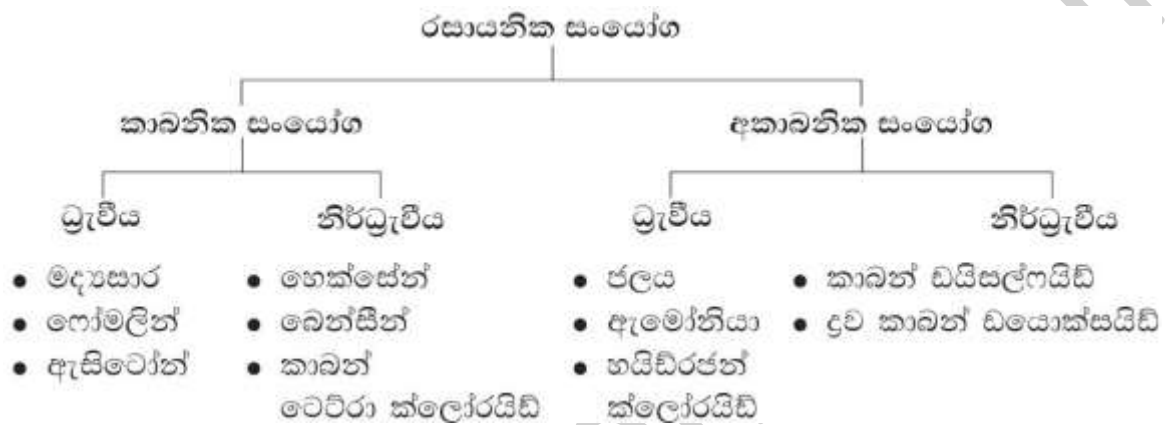 රසායනික සංයෝග
කාබනික සංයෝග අකාබනික සංයෝග
ධ්‍රැවීය නිර්ධ්‍රැවීය ධ්‍රැවීය නිර්ධ්‍රැවීය
● මද්‍යසාර ● හෙක්සේන් ● ජලය ● කාබන් ඩයිසල්ෆයිඩ්
● ෆෝමලින් ● බෙන්සීන් ● ඇමෝනියා ● ද්‍රව කාබන් ඩයොක්සයිඩ්
● ඇසිටෝන් ● කාබන් ● හයිඩ්රජන්
ටෙට්රා ක්ලෝරයිඩ් ක්ලෝරයිඩ්